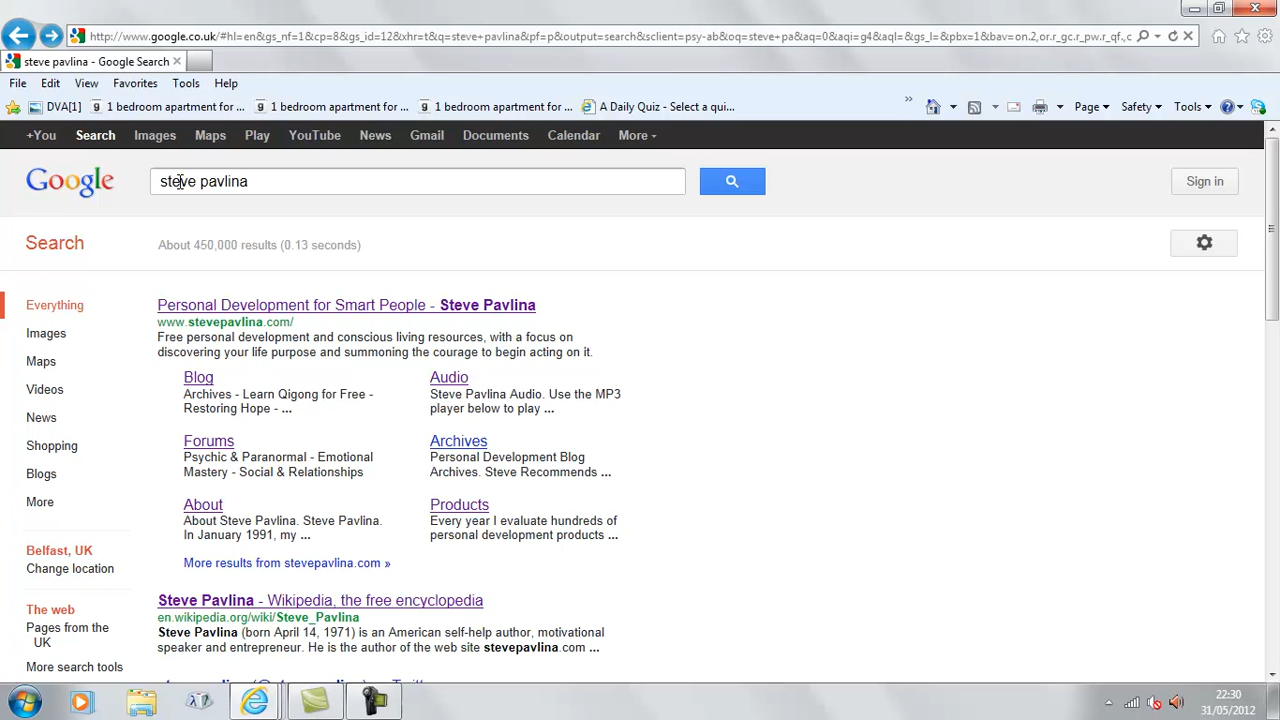 http://www.google.co.uk/#hl=en&gs_nf=1&cp=8&gs_id=12&xhr=t&q=steve+pavlina&pf=p&output=search&sclient=psy-ab&oq=steve+pa&aq=0&aqi=g4&aql=&gs_l=&pbx=1&bav=on.2,or.r_gc.r_pw.r_qf.,c
steve pavlina - Google Search
File Edit View Favorites Tools Help
DVA[1] 1 bedroom apartment for ... 1 bedroom apartment for ... 1 bedroom apartment for ... A Daily Quiz - Select a qui... » Page Safety Tools
+You Search Images Maps Play YouTube News Gmail Documents Calendar More
Google steve pavlina Sign in
Search About 450,000 results (0.13 seconds)
Everything
Images
Maps
Videos
News
Shopping
Blogs
More
Belfast, UK
Change location
The web
Pages from the
UK
More search tools
Personal Development for Smart People - Steve Pavlina
www.stevepavlina.com/
Free personal development and conscious living resources, with a focus on
discovering your life purpose and summoning the courage to begin acting on it.
Blog
Archives - Learn Qigong for Free -
Restoring Hope - ...
Audio
Steve Pavlina Audio. Use the MP3
player below to play ...
Forums
Psychic & Paranormal - Emotional
Mastery - Social & Relationships
Archives
Personal Development Blog
Archives. Steve Recommends ...
About
About Steve Pavlina. Steve Pavlina.
In January 1991, my ...
Products
Every year I evaluate hundreds of
personal development products ...
More results from stevepavlina.com »
Steve Pavlina - Wikipedia, the free encyclopedia
en.wikipedia.org/wiki/Steve_Pavlina
Steve Pavlina (born April 14, 1971) is an American self-help author, motivational
speaker and entrepreneur. He is the author of the web site stevepavlina.com ...
22:30
31/05/2012